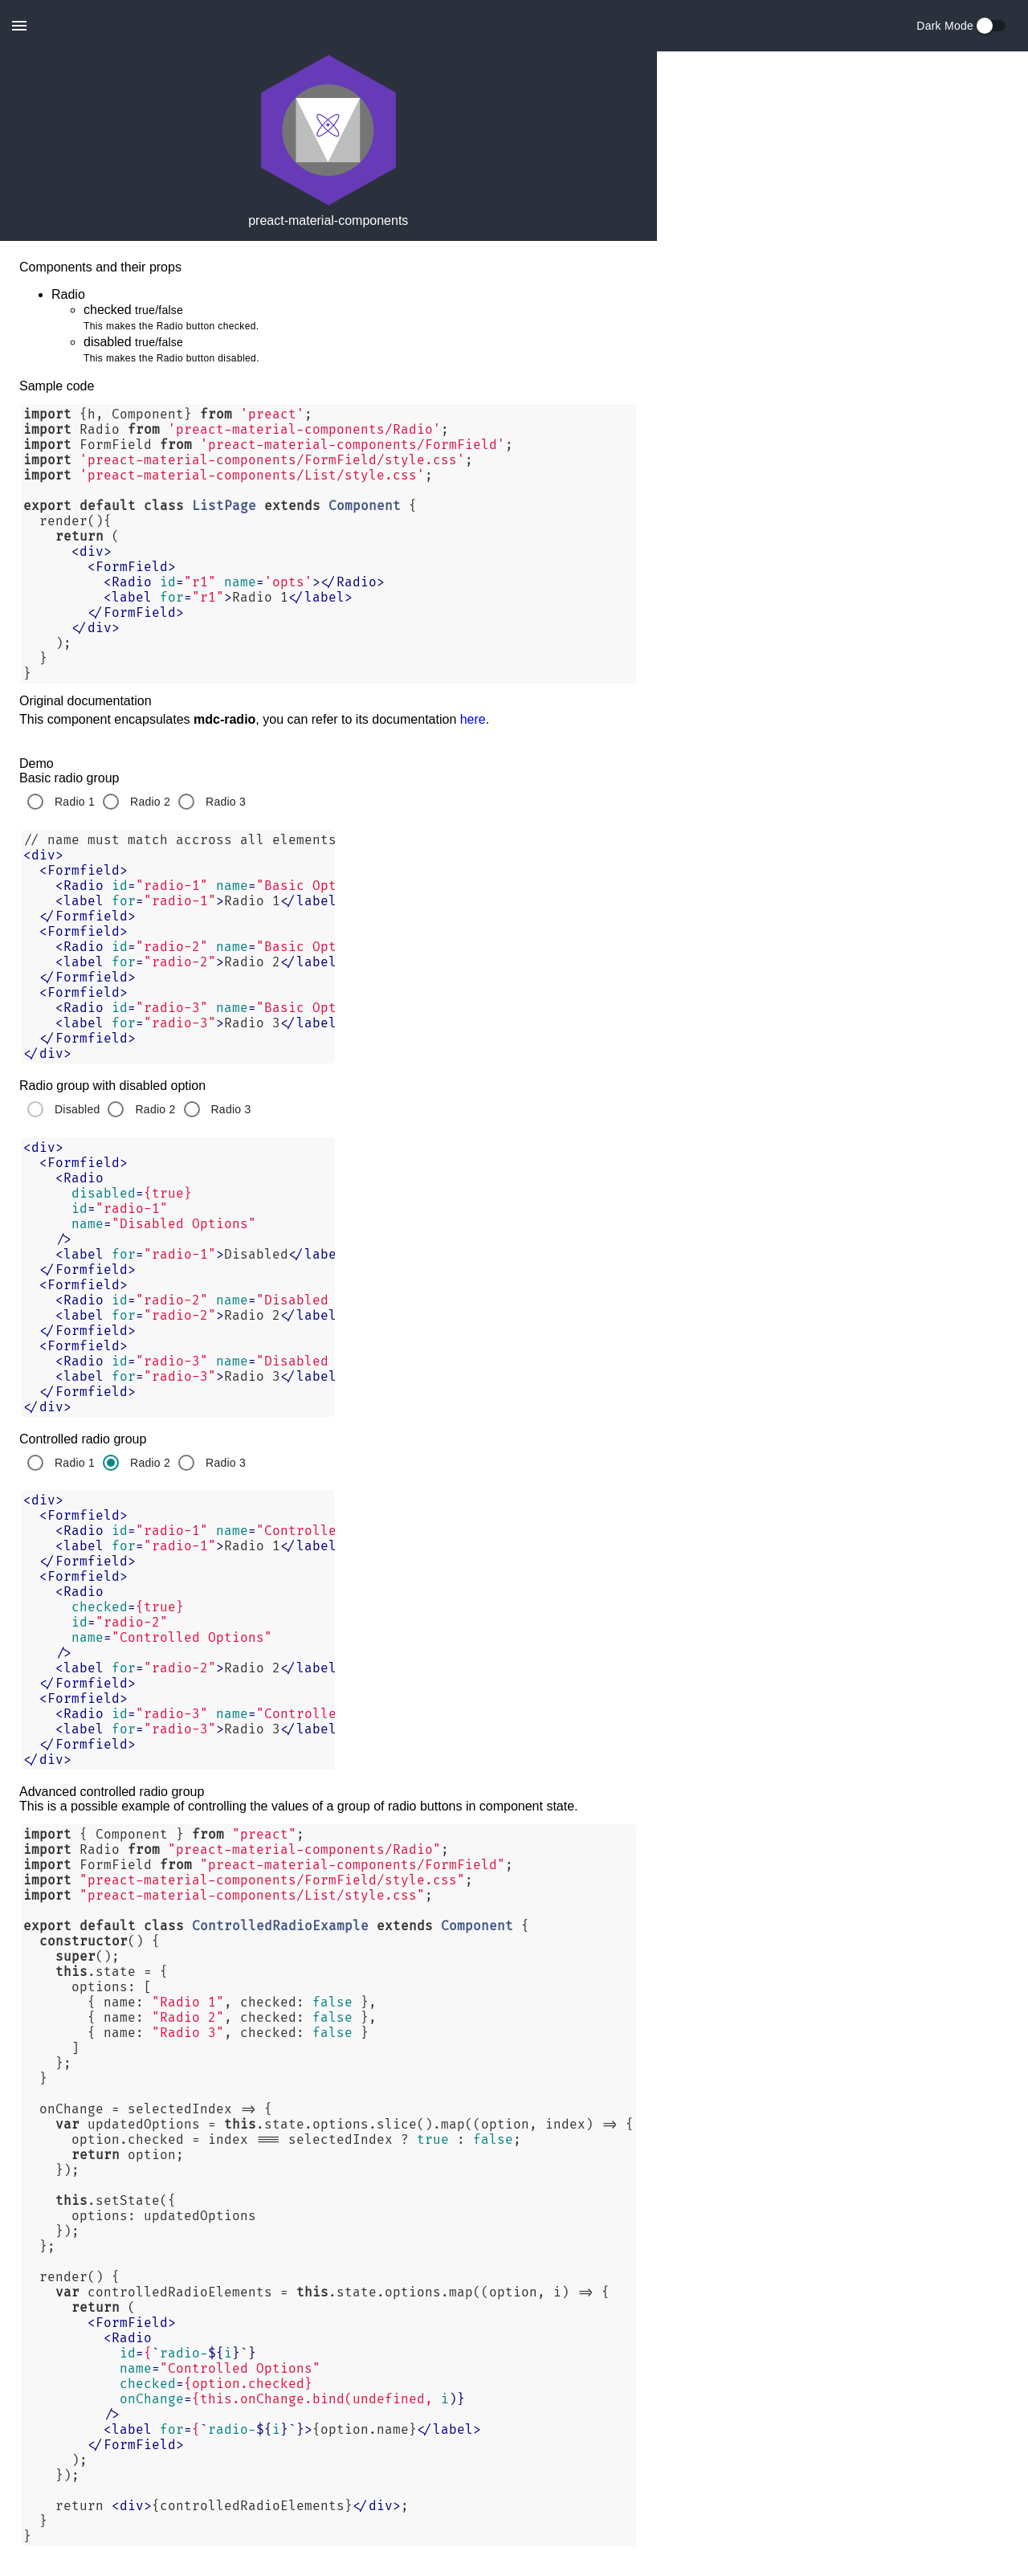 Dark Mode
preact-material-components
Components and their props
Radio
checked true/false
This makes the Radio button checked.
disabled true/false
This makes the Radio button disabled.
Sample code
import {h, Component} from 'preact';
import Radio from 'preact-material-components/Radio';
import FormField from 'preact-material-components/FormField';
import 'preact-material-components/FormField/style.css';
import 'preact-material-components/List/style.css';
export default class ListPage extends Component {
  render(){
    return (
      <div>
        <FormField>
          <Radio id="r1" name='opts'></Radio>
          <label for="r1">Radio 1</label>
        </FormField>
      </div>
    );
  }
}
Original documentation
This component encapsulates mdc-radio, you can refer to its documentation here.
Demo
Basic radio group
Radio 1 Radio 2 Radio 3
// name must match accross all elements
<div>
  <Formfield>
    <Radio id="radio-1" name="Basic Opt
    <label for="radio-1">Radio 1</label
  </Formfield>
  <Formfield>
    <Radio id="radio-2" name="Basic Opt
    <label for="radio-2">Radio 2</label
  </Formfield>
  <Formfield>
    <Radio id="radio-3" name="Basic Opt
    <label for="radio-3">Radio 3</label
  </Formfield>
</div>
Radio group with disabled option
Disabled Radio 2 Radio 3
<div>
  <Formfield>
    <Radio
      disabled={true}
      id="radio-1"
      name="Disabled Options"
    />
    <label for="radio-1">Disabled</labe
  </Formfield>
  <Formfield>
    <Radio id="radio-2" name="Disabled
    <label for="radio-2">Radio 2</label
  </Formfield>
  <Formfield>
    <Radio id="radio-3" name="Disabled
    <label for="radio-3">Radio 3</label
  </Formfield>
</div>
Controlled radio group
Radio 1 Radio 2 Radio 3
<div>
  <Formfield>
    <Radio id="radio-1" name="Controlle
    <label for="radio-1">Radio 1</label
  </Formfield>
  <Formfield>
    <Radio
      checked={true}
      id="radio-2"
      name="Controlled Options"
    />
    <label for="radio-2">Radio 2</label
  </Formfield>
  <Formfield>
    <Radio id="radio-3" name="Controlle
    <label for="radio-3">Radio 3</label
  </Formfield>
</div>
Advanced controlled radio group
This is a possible example of controlling the values of a group of radio buttons in component state.
import { Component } from "preact";
import Radio from "preact-material-components/Radio";
import FormField from "preact-material-components/FormField";
import "preact-material-components/FormField/style.css";
import "preact-material-components/List/style.css";
export default class ControlledRadioExample extends Component {
  constructor() {
    super();
    this.state = {
      options: [
        { name: "Radio 1", checked: false },
        { name: "Radio 2", checked: false },
        { name: "Radio 3", checked: false }
      ]
    };
  }
  onChange = selectedIndex => {
    var updatedOptions = this.state.options.slice().map((option, index) => {
      option.checked = index === selectedIndex ? true : false;
      return option;
    });
    this.setState({
      options: updatedOptions
    });
  };
  render() {
    var controlledRadioElements = this.state.options.map((option, i) => {
      return (
        <FormField>
          <Radio
            id={`radio-${i}`}
            name="Controlled Options"
            checked={option.checked}
            onChange={this.onChange.bind(undefined, i)}
          />
          <label for={`radio-${i}`}>{option.name}</label>
        </FormField>
      );
    });
    return <div>{controlledRadioElements}</div>;
  }
}